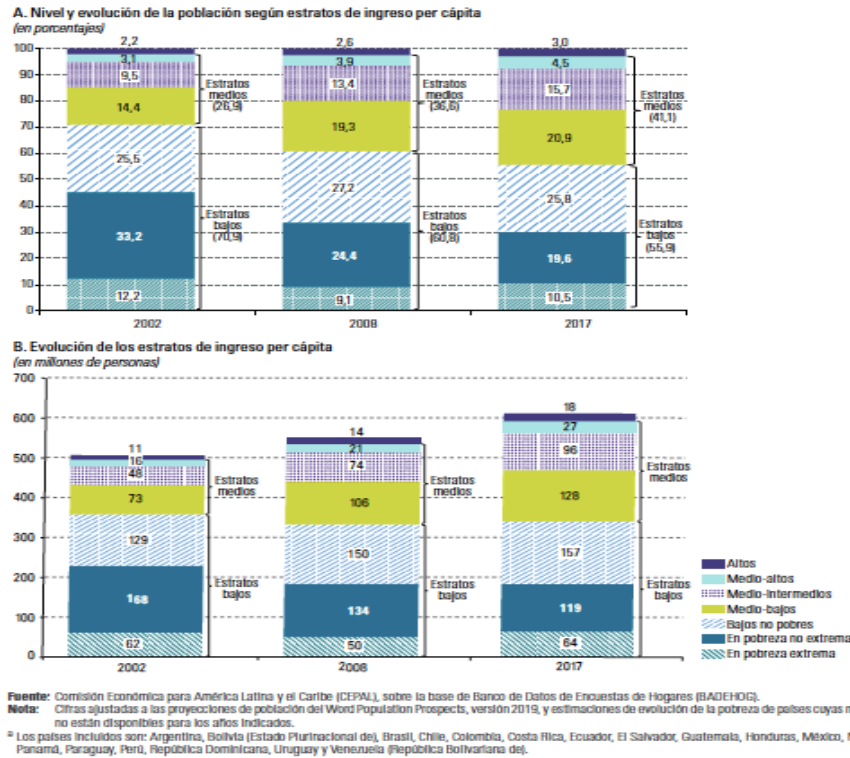 A. Nivel y evolución de la población según estratos de ingreso per cápita
(en porcentajes)
100
90
80
70
60
50
40
30
20
10
0
2,2
3,1
9,5
14,4
25,5
33,2
12,2
Estratos
medios
(26,9)
Estratos
bajos
(70,9)
2,6
3,9
13,4
19,3
27,2
24,4
9,1
Estratos
medios
(36,6)
Estratos
bajos
(60,8)
3,0
4,5
15,7
20,9
25,8
19,6
10,5
Estratos
medios
(41,1)
Estratos
bajos
(55,9)
2002
2008
2017
B. Evolución de los estratos de ingreso per cápita
(en millones de personas)
700
600
500
400
300
200
100
0
11
16
48
73
129
168
62
Estratos
medios
Estratos
bajos
14
21
74
106
150
134
50
Estratos
medios
Estratos
bajos
18
27
96
128
157
119
64
Estratos
medios
Estratos
bajos
2002
2008
2017
Altos
Medio-altos
Medio-intermedios
Medio-bajos
Bajos no pobres
En pobreza no extrema
En pobreza extrema
Fuente: Comisión Económica para América Latina y el Caribe (CEPAL), sobre la base de Banco de Datos de Encuestas de Hogares (BADEHOG).
Nota: Cifras ajustadas a las proyecciones de población del Word Population Prospects, versión 2019, y estimaciones de evolución de la pobreza de países cuyas
no están disponibles para los años indicados.
a Los países incluidos son: Argentina, Bolivia (Estado Plurinacional de), Brasil, Chile, Colombia, Costa Rica, Ecuador, El Salvador, Guatemala, Honduras, México,
Panamá, Paraguay, Perú, República Dominicana, Uruguay y Venezuela (República Bolivariana de).